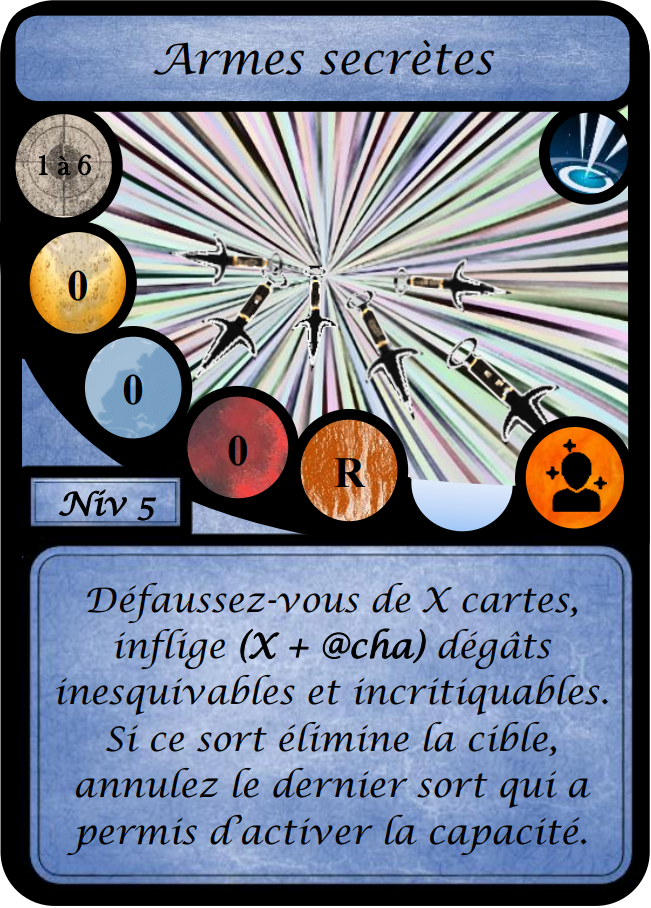 Armes secrètes
1 à 6
0
0
0
R
Niv 5
Défaussez-vous de X cartes,
inflige (X + @cha) dégâts
inesquivables et incritiquables.
Si ce sort élimine la cible,
annulez le dernier sort qui a
permis d'activer la capacité.